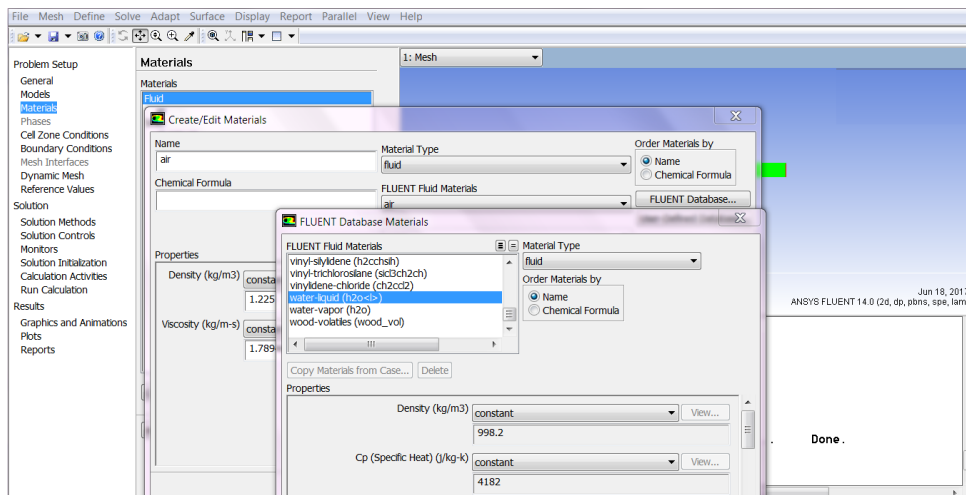 File Mesh Define Solve Adapt Surface Display Report Parallel View Help
Problem Setup
General
Models
Materials
Phases
Cell Zone Conditions
Boundary Conditions
Mesh Interfaces
Dynamic Mesh
Reference Values
Solution
Solution Methods
Solution Controls
Monitors
Solution Initialization
Calculation Activities
Run Calculation
Results
Graphics and Animations
Plots
Reports
Materials
Materials
Fluid
1: Mesh
Create/Edit Materials
Name
air
Chemical Formula
Material Type
fluid
FLUENT Fluid Materials
air
Order Materials by
Name
Chemical Formula
FLUENT Database...
Properties
Density (kg/m3) consta
1.225
Viscosity (kg/m-s) consta
1.789
FLUENT Database Materials
FLUENT Fluid Materials
vinyl-silylidene (h2cchsih)
vinyl-trichlorosilane (sicl3ch2ch)
vinylidene-chloride (ch2ccl2)
water-liquid (h2o<l>)
water-vapor (h2o)
wood-volatiles (wood_vol)
Material Type
fluid
Order Materials by
Name
Chemical Formula
Copy Materials from Case... Delete
Properties
Density (kg/m3) constant View...
998.2
Cp (Specific Heat) (j/kg-k) constant View...
4182
Jun 18, 201
ANSYS FLUENT 14.0 (2d, dp, pbns, spe, lam
. Done.